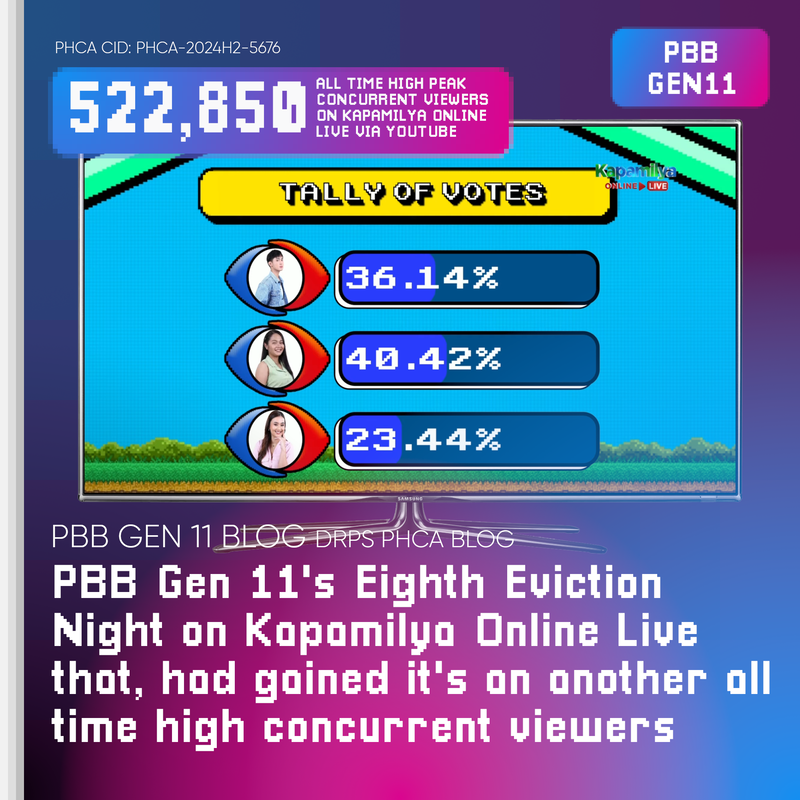 PHCA CID: PHCA-2024H2-5676
PBB
GEN11
522,850
ALL TIME HIGH PEAK
CONCURRENT VIEWERS
ON KAPAMILYA ONLINE
LIVE VIA YOUTUBE
Kapamilya
ONLINE LIVE
TALLY OF VOTES
36.14%
40.42%
23.44%
SAMSUNG
PBB GEN 11 BLOG DRPS PHCA BLOG
PBB Gen 11's Eighth Eviction
Night on Kapamilya Online Live
that, had gained it's an another all
time high concurrent viewers